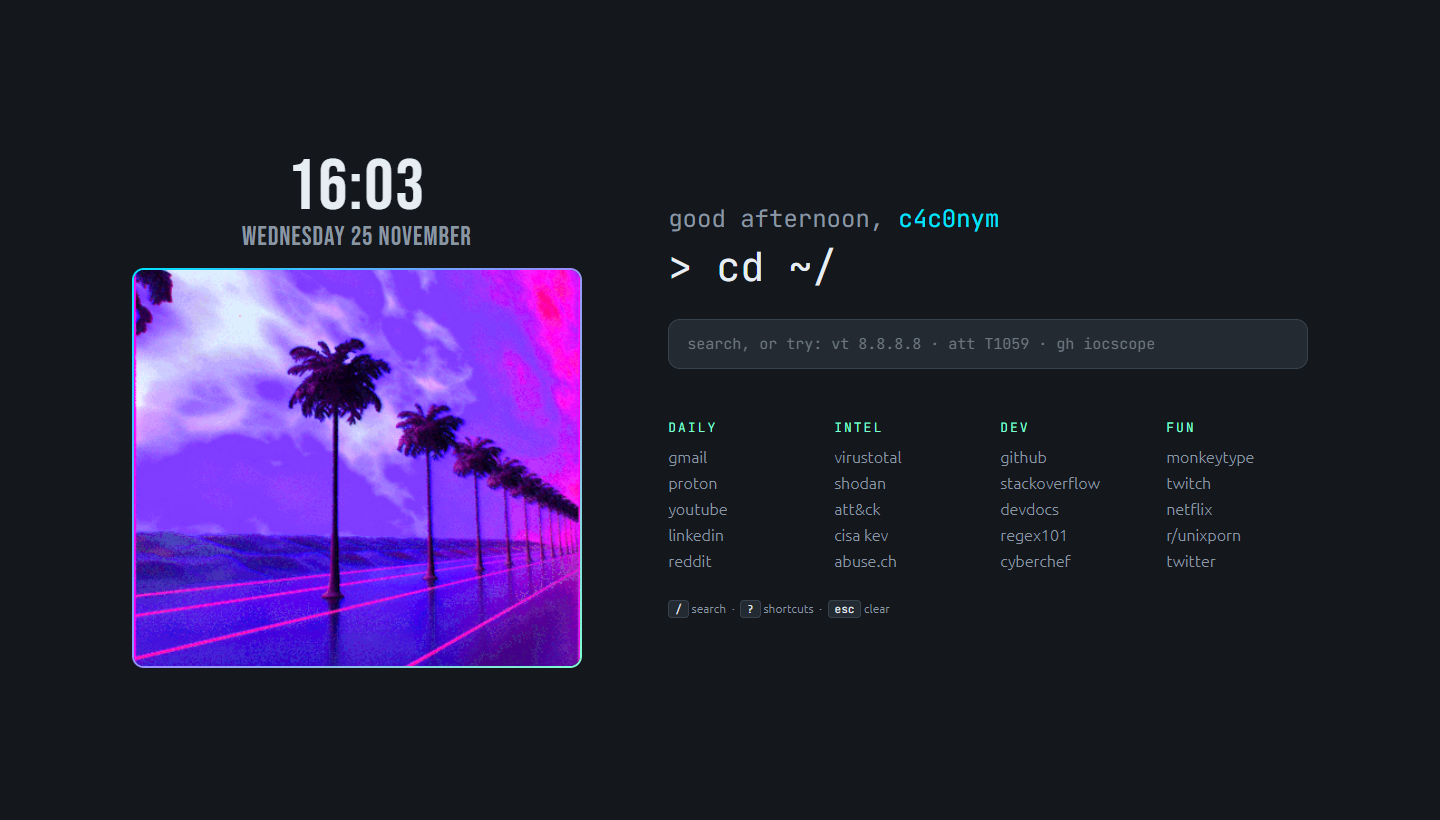 16:03
WEDNESDAY 25 NOVEMBER
good afternoon, c4c0nym
> cd ~/
search, or try: vt 8.8.8.8 · att T1059 · gh iocscope
DAILY
gmail
proton
youtube
linkedin
reddit
INTEL
virustotal
shodan
att&ck
cisa kev
abuse.ch
DEV
github
stackoverflow
devdocs
regex101
cyberchef
FUN
monkeytype
twitch
netflix
r/unixporn
twitter
/ search · ? shortcuts · esc clear